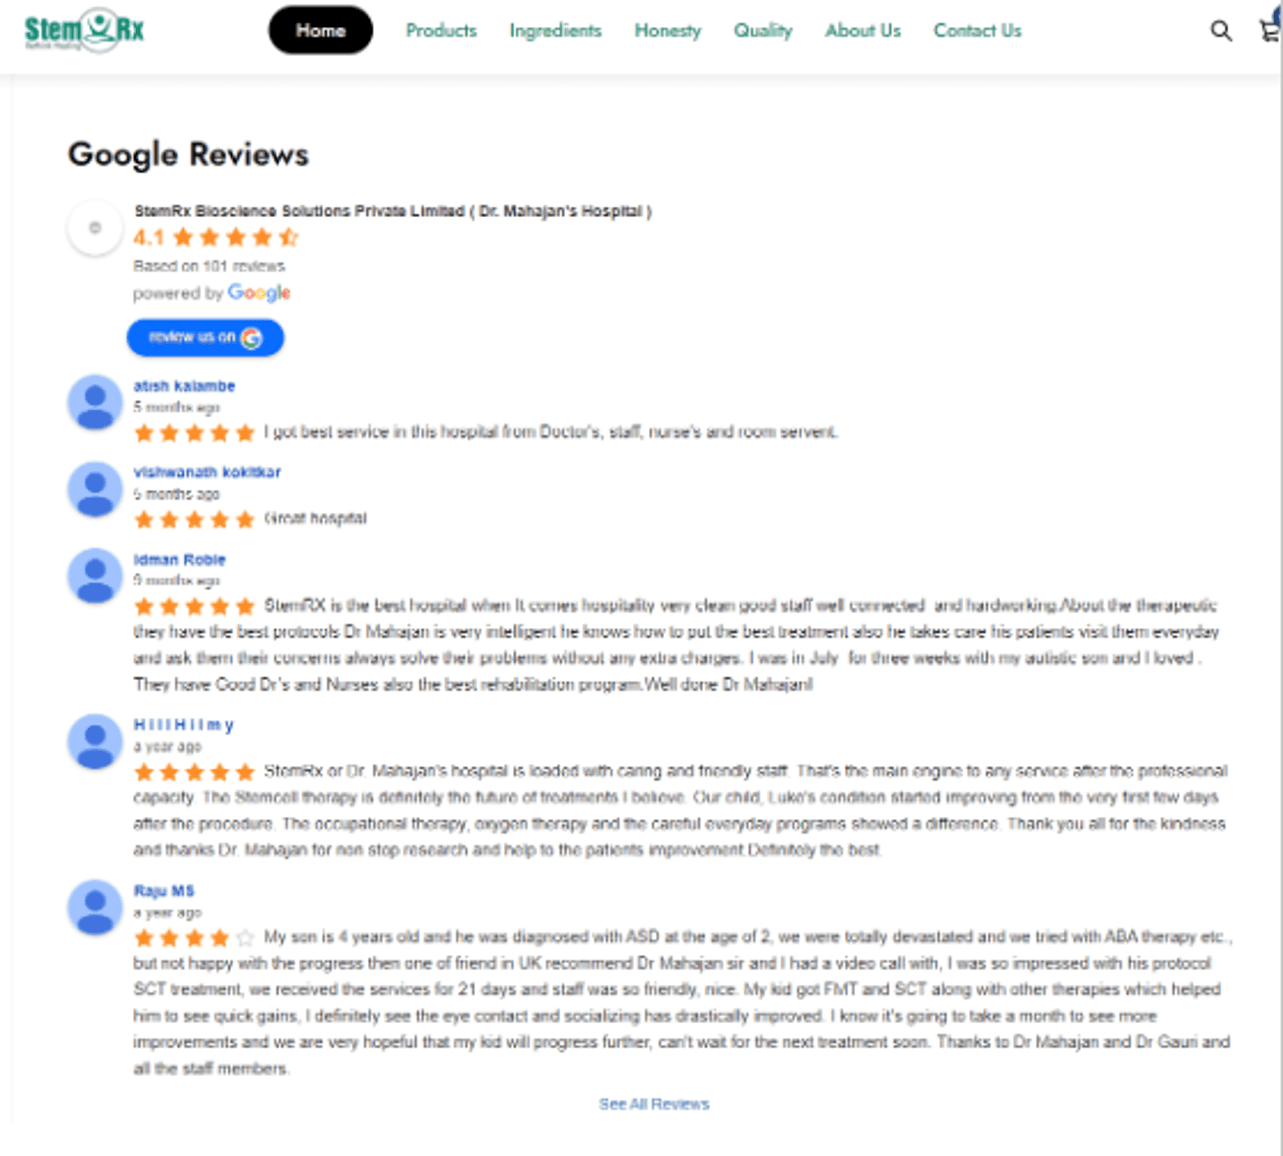 StemRx
Rethink Healing
Home
Products
Ingredients
Honesty
Quality
About Us
Contact Us
Google Reviews
StemRx Bioscience Solutions Private Limited ( Dr. Mahajan's Hospital )
4.1
Based on 101 reviews
powered by Google
review us on G
atish kalambe
5 months ago
I got best service in this hospital from Doctor's, staff, nurse's and room servent.
vishwanath kokitkar
5 months ago
Great hospital
Idman Roble
9 months ago
StemRX is the best hospital when It comes hospitality very clean good staff well connected and hardworking.About the therapeutic
they have the best protocols Dr Mahajan is very intelligent he knows how to put the best treatment also he takes care his patients visit them everyday
and ask them their concerns always solve their problems without any extra charges. I was in July for three weeks with my autistic son and I loved .
They have Good Dr's and Nurses also the best rehabilitation program.Well done Dr Mahajan!
a year ago
StemRx or Dr. Mahajan's hospital is loaded with caring and friendly staff. That's the main engine to any service after the professional
capacity. The Stemcell therapy is definitely the future of treatments I believe. Our child, Luke's condition started improving from the very first few days
after the procedure. The occupational therapy, oxygen therapy and the careful everyday programs showed a difference. Thank you all for the kindness
and thanks Dr. Mahajan for non stop research and help to the patients improvement.Definitely the best.
Raju MS
a year ago
My son is 4 years old and he was diagnosed with ASD at the age of 2, we were totally devastated and we tried with ABA therapy etc.,
but not happy with the progress then one of friend in UK recommend Dr Mahajan sir and I had a video call with, I was so impressed with his protocol
SCT treatment, we received the services for 21 days and staff was so friendly, nice. My kid got FMT and SCT along with other therapies which helped
him to see quick gains, I definitely see the eye contact and socializing has drastically improved. I know it's going to take a month to see more
improvements and we are very hopeful that my kid will progress further, can't wait for the next treatment soon. Thanks to Dr Mahajan and Dr Gauri and
all the staff members.
See All Reviews